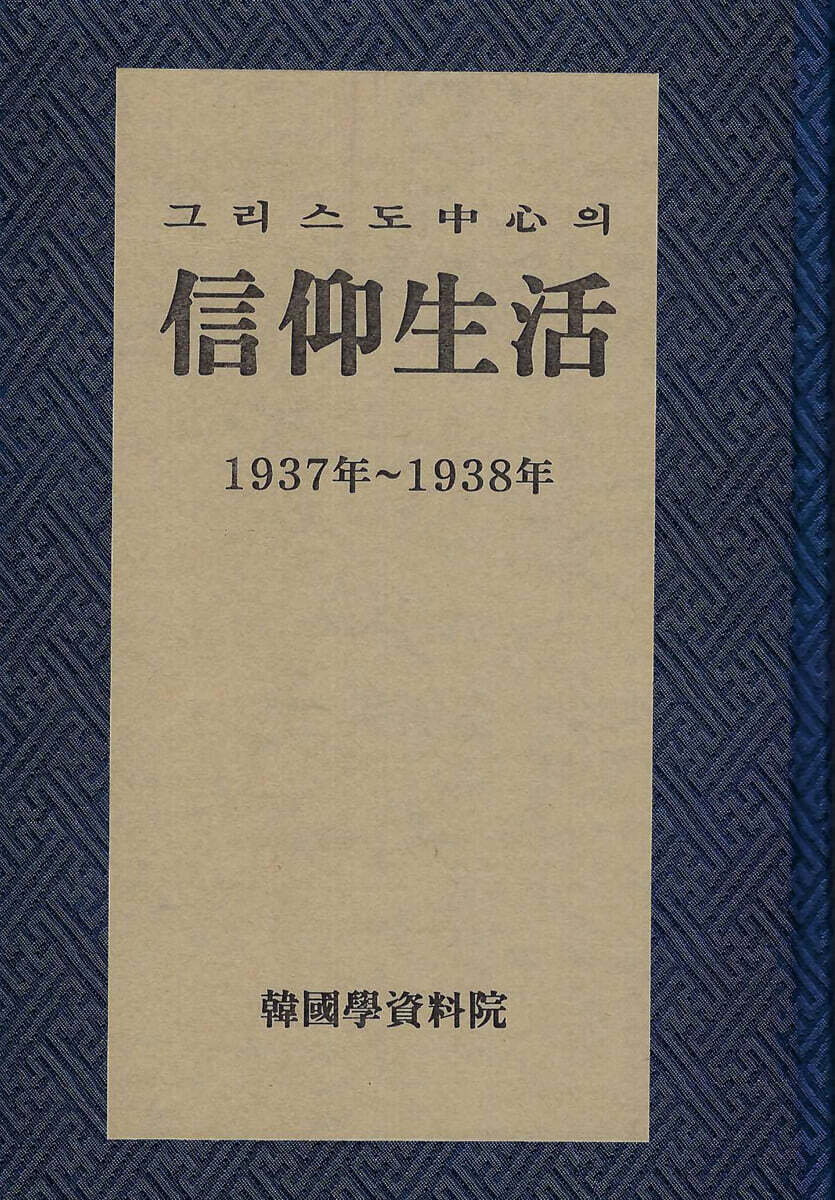 그리스도中心의
信仰生活
1937年~1938年
韓國學資料院